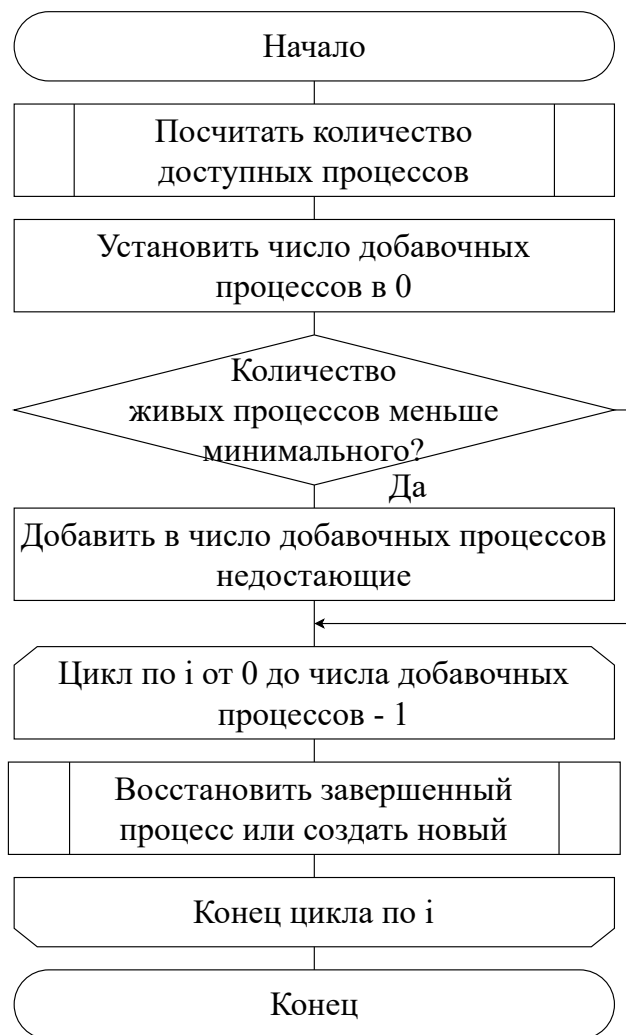 Начало
Посчитать количество
доступных процессов
Установить число добавочных
процессов в 0
Количество
живых процессов меньше
минимального?
Да
Добавить в число добавочных процессов
недостающие
Цикл по i от 0 до числа добавочных
процессов - 1
Восстановить завершенный
процесс или создать новый
Конец цикла по i
Конец